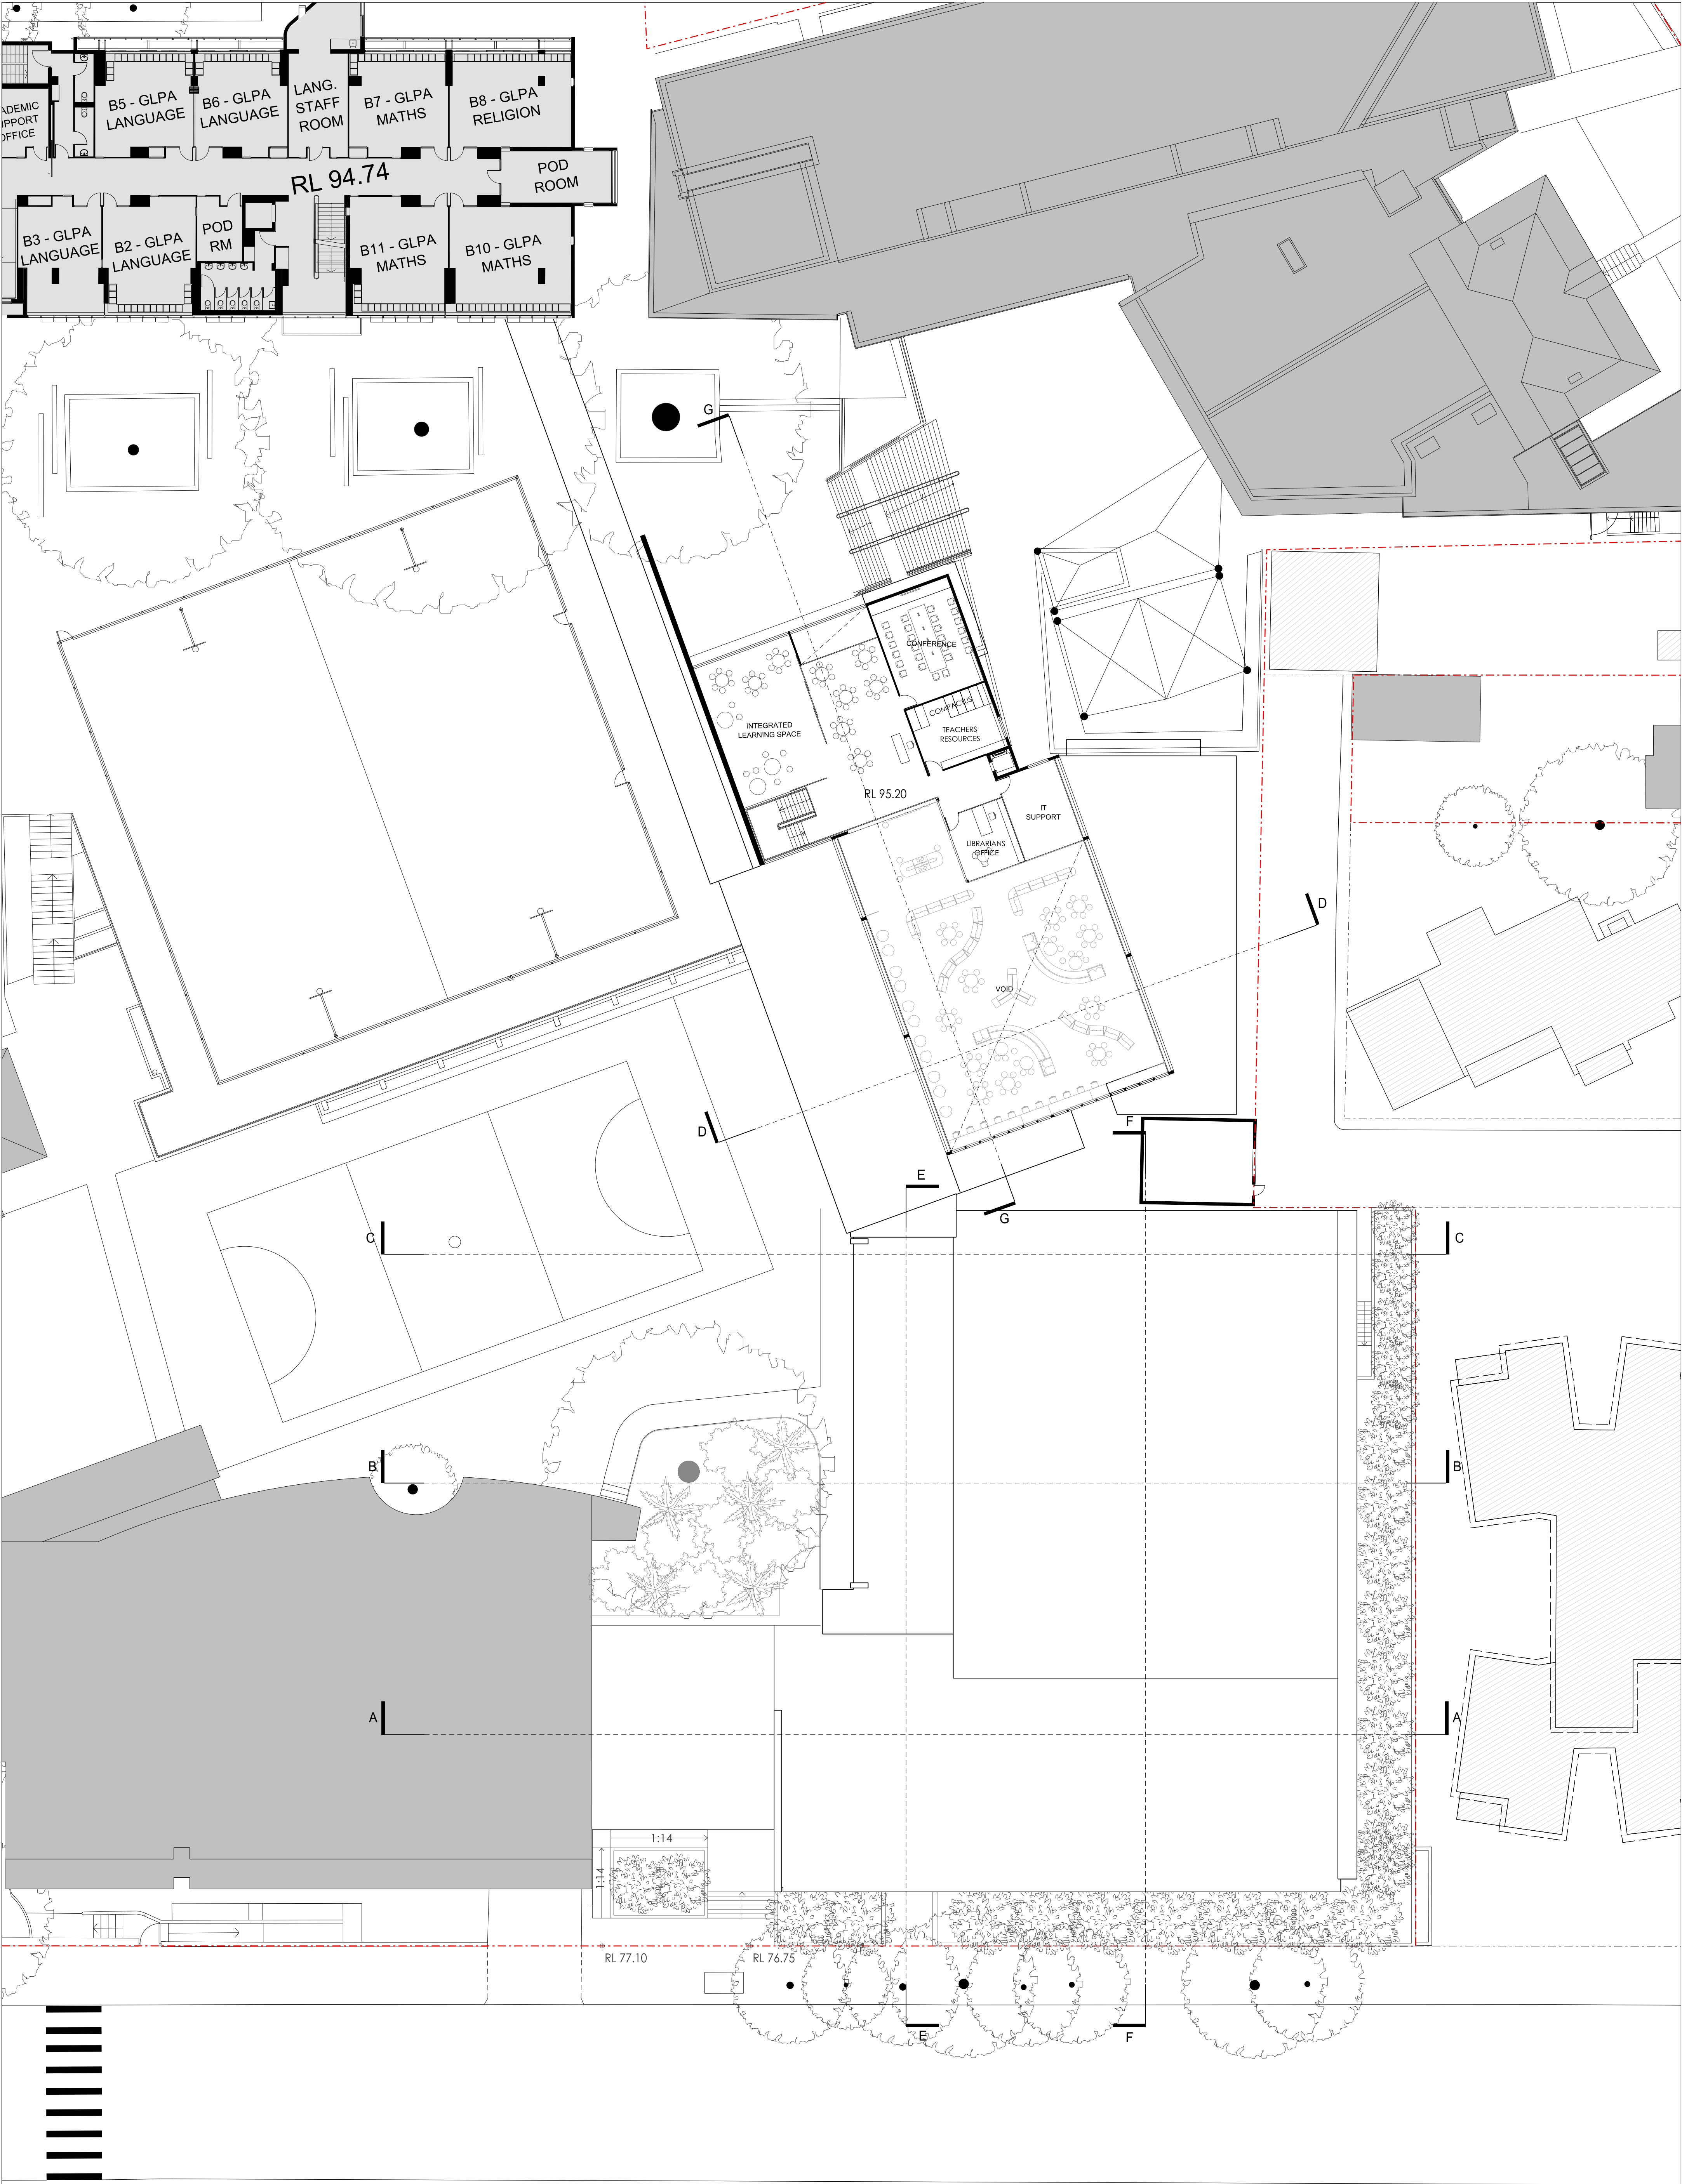 B5 - GLPA
LANGUAGE
B6 - GLPA
LANGUAGE
LANG.
STAFF
ROOM
B7 - GLPA
MATHS
B8 - GLPA
RELIGION
ADEMIC
UPPORT
OFFICE
RL 94.74
POD
ROOM
B3 - GLPA
LANGUAGE
B2 - GLPA
LANGUAGE
POD
RM
B11 - GLPA
MATHS
B10 - GLPA
MATHS
G
CONFERENCE
COMPACTUS
TEACHERS
RESOURCES
INTEGRATED
LEARNING SPACE
RL 95.20
IT
SUPPORT
LIBRARIANS'
OFFICE
D
VOID
D
F
E
G
C
C
B
B
A
A
1:14
1:14
RL 77.10
RL 76.75
E
F